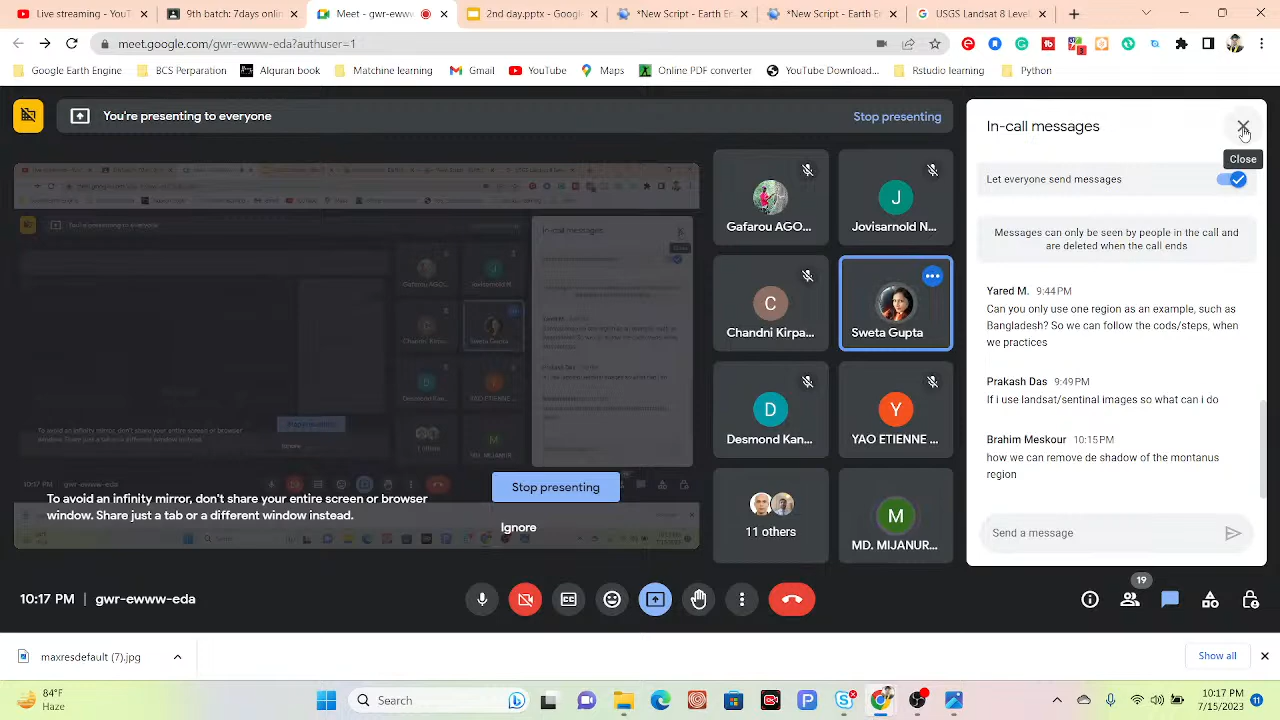 Live streaming - YouT
9th batch: 7days onlin
Meet - gwr-eww
2nd day.pptx - Google
*New Script - Earth E
*New Script - Earth E
USGS Landsat 8 Level
meet.google.com/gwr-ewww-eda?authuser=1
Google Earth Engine
BCS Peparation
Alquran book
Matchine learning
Gmail
YouTube
Maps
Online PDF converter
YouTube Download...
Rstudio learning
Python
You're presenting to everyone
Stop presenting
In-call messages
Close
Let everyone send messages
Messages can only be seen by people in the call and
are deleted when the call ends
Yared M. 9:44 PM
Can you only use one region as an example, such as
Bangladesh? So we can follow the cods/steps, when
we practices
Prakash Das 9:49 PM
If i use landsat/sentinal images so what can i do
Brahim Meskour 10:15 PM
how we can remove de shadow of the montanus
region
Send a message
Gafarou AGO...
Jovisarnold N...
Chandni Kirpa...
Sweta Gupta
Desmond Kan...
YAO ETIENNE ...
11 others
MD. MIJANUR...
J
C
D
Y
M
To avoid an infinity mirror, don't share your entire screen or browser
window. Share just a tab or a different window instead.
Stop presenting
Ignore
10:17 PM | gwr-ewww-eda
19
maxresdefault (7).jpg
Show all
84°F
Haze
Search
10:17 PM
7/15/2023
11